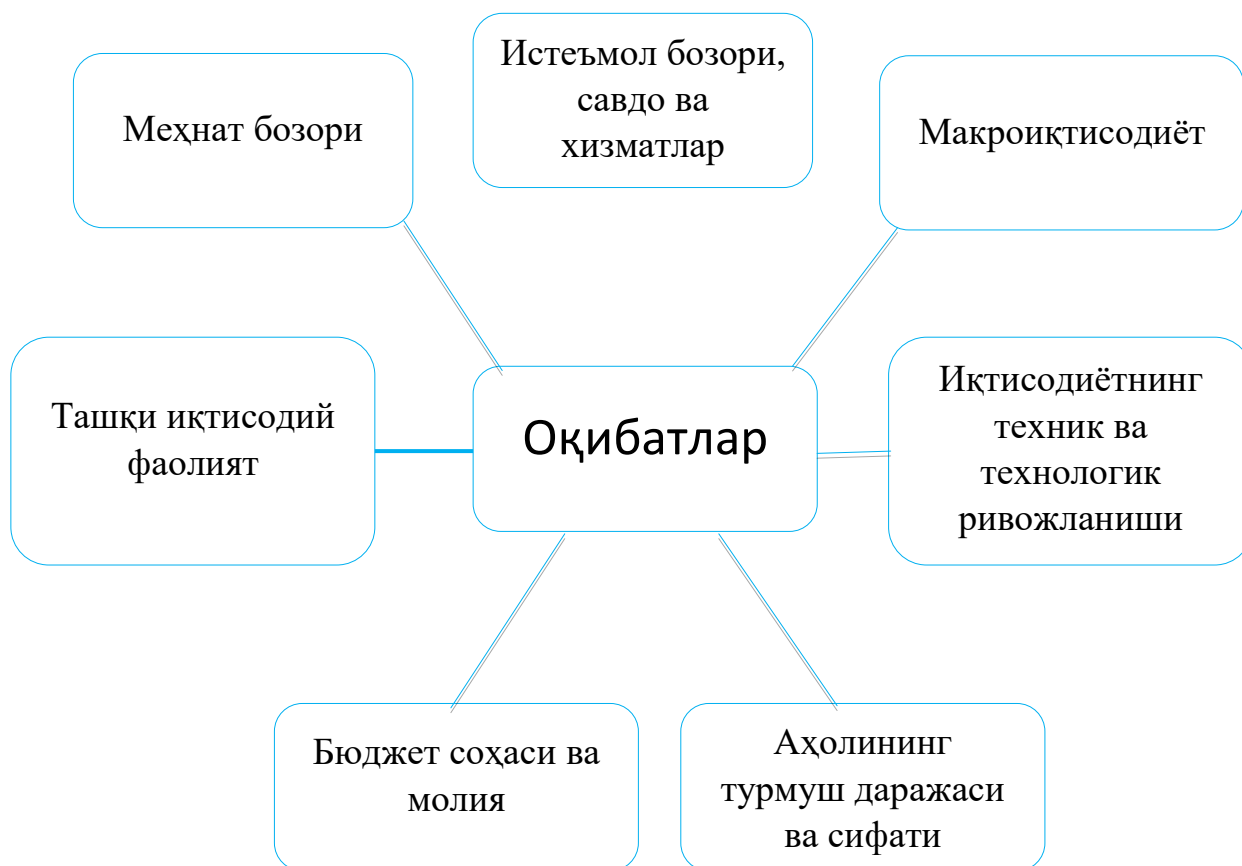 Меҳнат бозори
Истеъмол бозори,
савдо ва
хизматлар
Макроиқтисодиёт
Ташқи иқтисодий
фаолият
Оқибатлар
Иқтисодиётнинг
техник ва
технологик
ривожланиши
Бюджет соҳаси ва
молия
Аҳолининг
турмуш даражаси
ва сифати